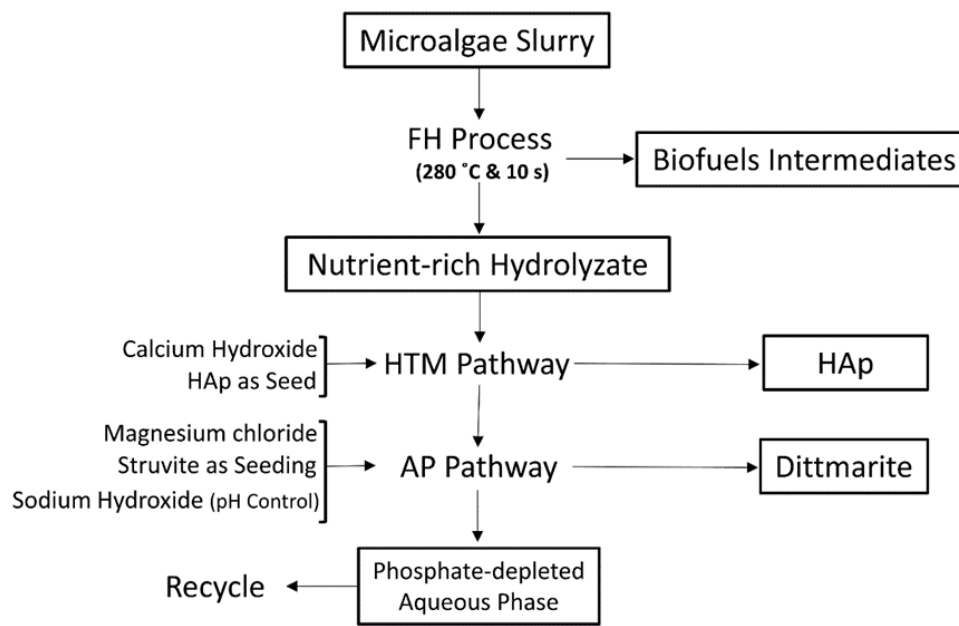 Microalgae Slurry
FH Process
(280 ˚C & 10 s)
Biofuels Intermediates
Nutrient-rich Hydrolyzate
Calcium Hydroxide
HAp as Seed
HTM Pathway
HAp
Magnesium chloride
Struvite as Seeding
Sodium Hydroxide (pH Control)
AP Pathway
Dittmarite
Phosphate-depleted
Aqueous Phase
Recycle